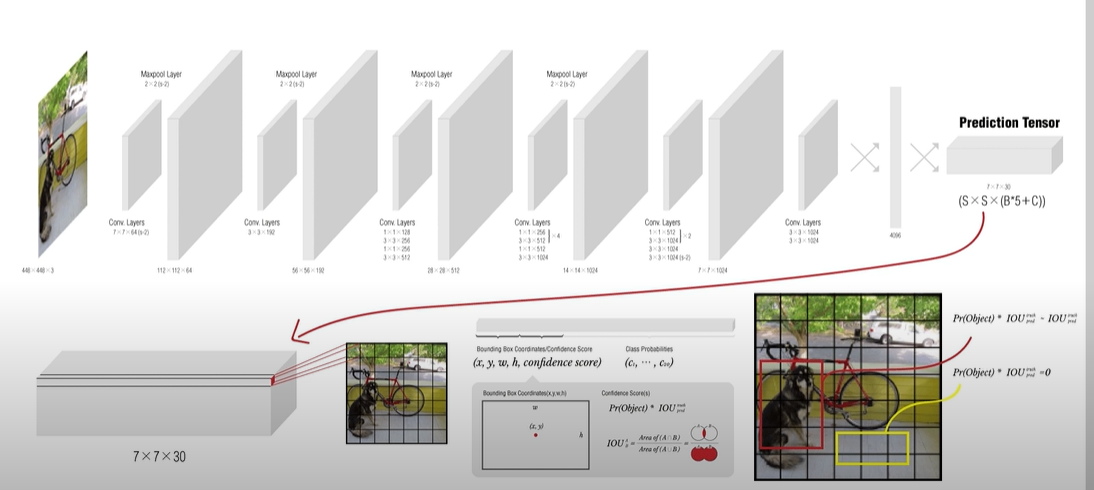 Maxpool Layer
2×2(s-2)
Maxpool Layer
2×2(s-2)
Maxpool Layer
2×2(s-2)
Maxpool Layer
2×2(s-2)
Prediction Tensor
7×7×30
(S×S×(B*5+C))
Conv. Layers
7×7×64(s-2)
Conv. Layers
3×3×192
Conv. Layers
1×1×128
3×3×256
1×1×256
3×3×512
Conv. Layers
1×1×256
3×3×512
×4
1×1×512
3×3×1024
Conv. Layers
1×1×512
3×3×1024
×2
3×3×1024
3×3×1024(s-2)
Conv. Layers
3×3×1024
3×3×1024
4096
448×448×3
112×112×64
56×56×192
28×28×512
14×14×1024
7×7×1024
7×7×30
Bounding Box Coordinates/Confidence Score
(x, y, w, h, confidence score)
Class Probabilities
(c₁, ⋯ , c₂₀)
Bounding Box Coordinates(x,y,w,h)
w
(x, y)
h
Confidence Score(s)
Pr(Object) * IOU
IOU = Area of (A∩B) / Area of (A∪B) =
Pr(Object) * IOU - IOU
Pr(Object) * IOU =0